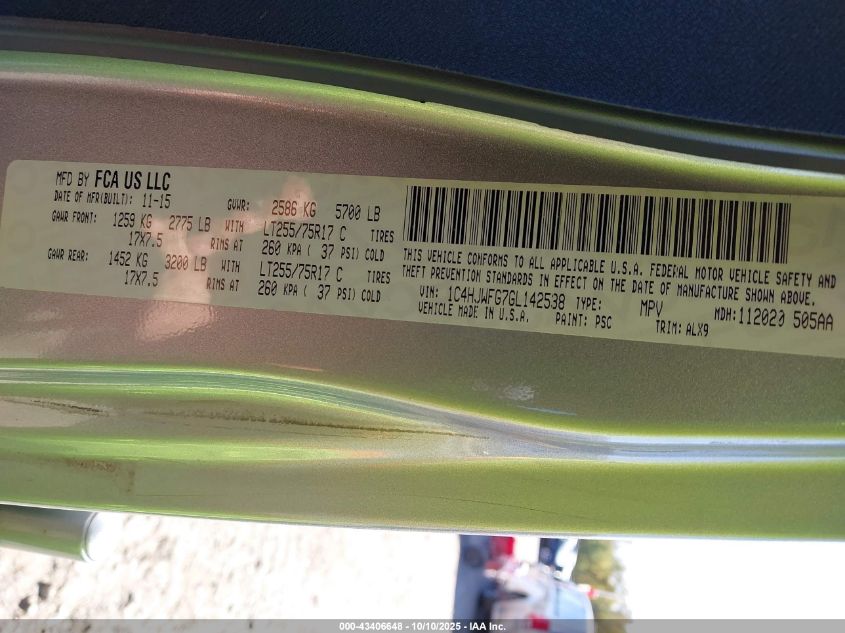 MFD BY FCA US LLC
DATE OF MFR(BUILT): 11-15 GVWR: 2586 KG 5700 LB
GAWR FRONT: 1259 KG 2775 LB WITH LT255/75R17 C TIRES
17X7.5 RIMS AT 260 KPA ( 37 PSI) COLD
GAWR REAR: 1452 KG 3200 LB WITH LT255/75R17 C TIRES
17X7.5 RIMS AT 260 KPA ( 37 PSI) COLD
THIS VEHICLE CONFORMS TO ALL APPLICABLE U.S.A. FEDERAL MOTOR VEHICLE SAFETY AND
THEFT PREVENTION STANDARDS IN EFFECT ON THE DATE OF MANUFACTURE SHOWN ABOVE.
VIN: 1C4HJWFG7GL142538 TYPE: MPV MDH:112020 505AA
VEHICLE MADE IN U.S.A. PAINT: PSC TRIM: ALX9
000-43406648 - 10/10/2025 - IAA Inc.